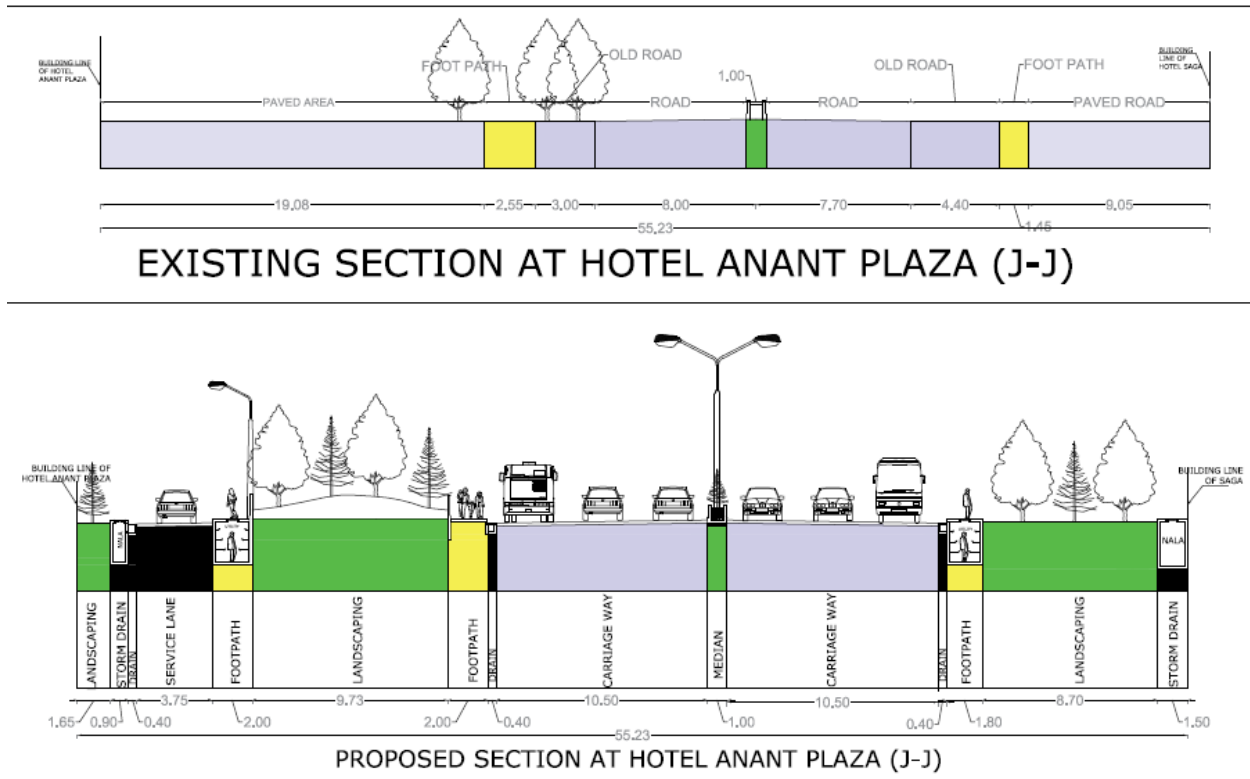 BUILDING LINE
OF HOTEL
ANANT PLAZA
FOOT PATH
OLD ROAD
1.00
OLD ROAD
FOOT PATH
BUILDING
LINE OF
HOTEL SAGA
PAVED AREA
ROAD
ROAD
PAVED ROAD
19.08
2.55
3.00
8.00
7.70
4.40
1.45
9.05
55.23
EXISTING SECTION AT HOTEL ANANT PLAZA (J-J)
BUILDING LINE OF
HOTEL ANANT PLAZA
BUILDING LINE
OF SAGA
NALA
UTILITY
UTILITY
NALA
LANDSCAPING
STORM DRAIN
DRAIN
SERVICE LANE
FOOTPATH
LANDSCAPING
FOOTPATH
DRAIN
CARRIAGE WAY
MEDIAN
CARRIAGE WAY
DRAIN
FOOTPATH
LANDSCAPING
STORM DRAIN
1.65
0.90
0.40
3.75
2.00
9.73
2.00
0.40
10.50
1.00
10.50
0.40
1.80
8.70
1.50
55.23
PROPOSED SECTION AT HOTEL ANANT PLAZA (J-J)